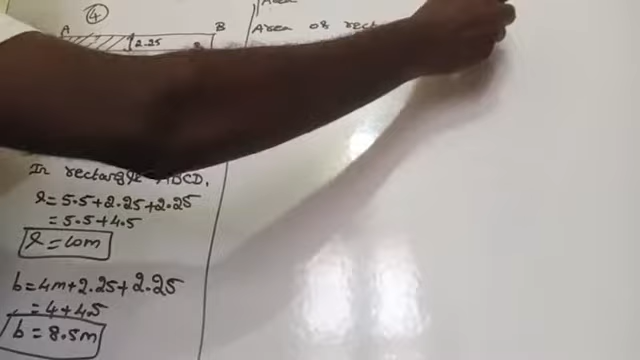 4
A
B
2.25
Area of rect
In rectangle ABCD,
l = 5.5+2.25+2.25
= 5.5+4.5
l = 10m
b = 4m+2.25+2.25
= 4+4.5
b = 8.5m